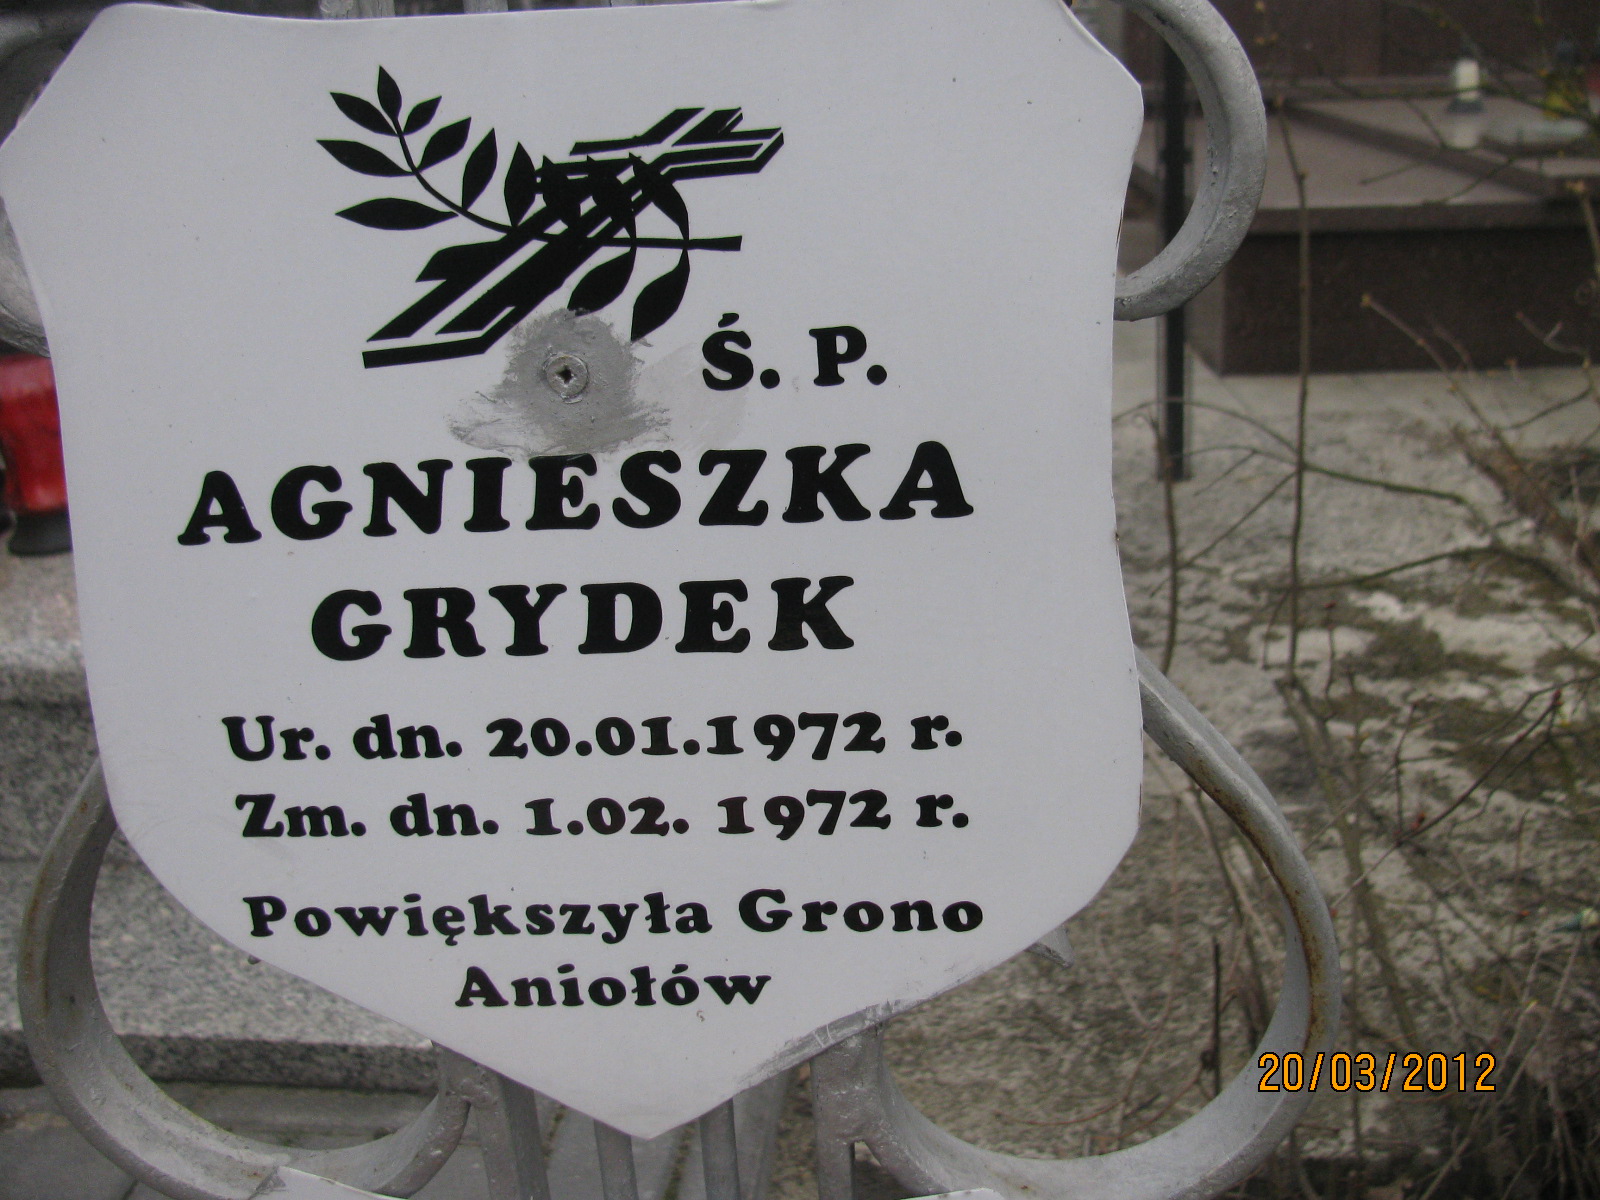 Ś. P.
AGNIESZKA
GRYDEK
Ur. dn. 20.01.1972 r.
Zm. dn. 1.02. 1972 r.
Powiększyła Grono
Aniołów
20/03/2012